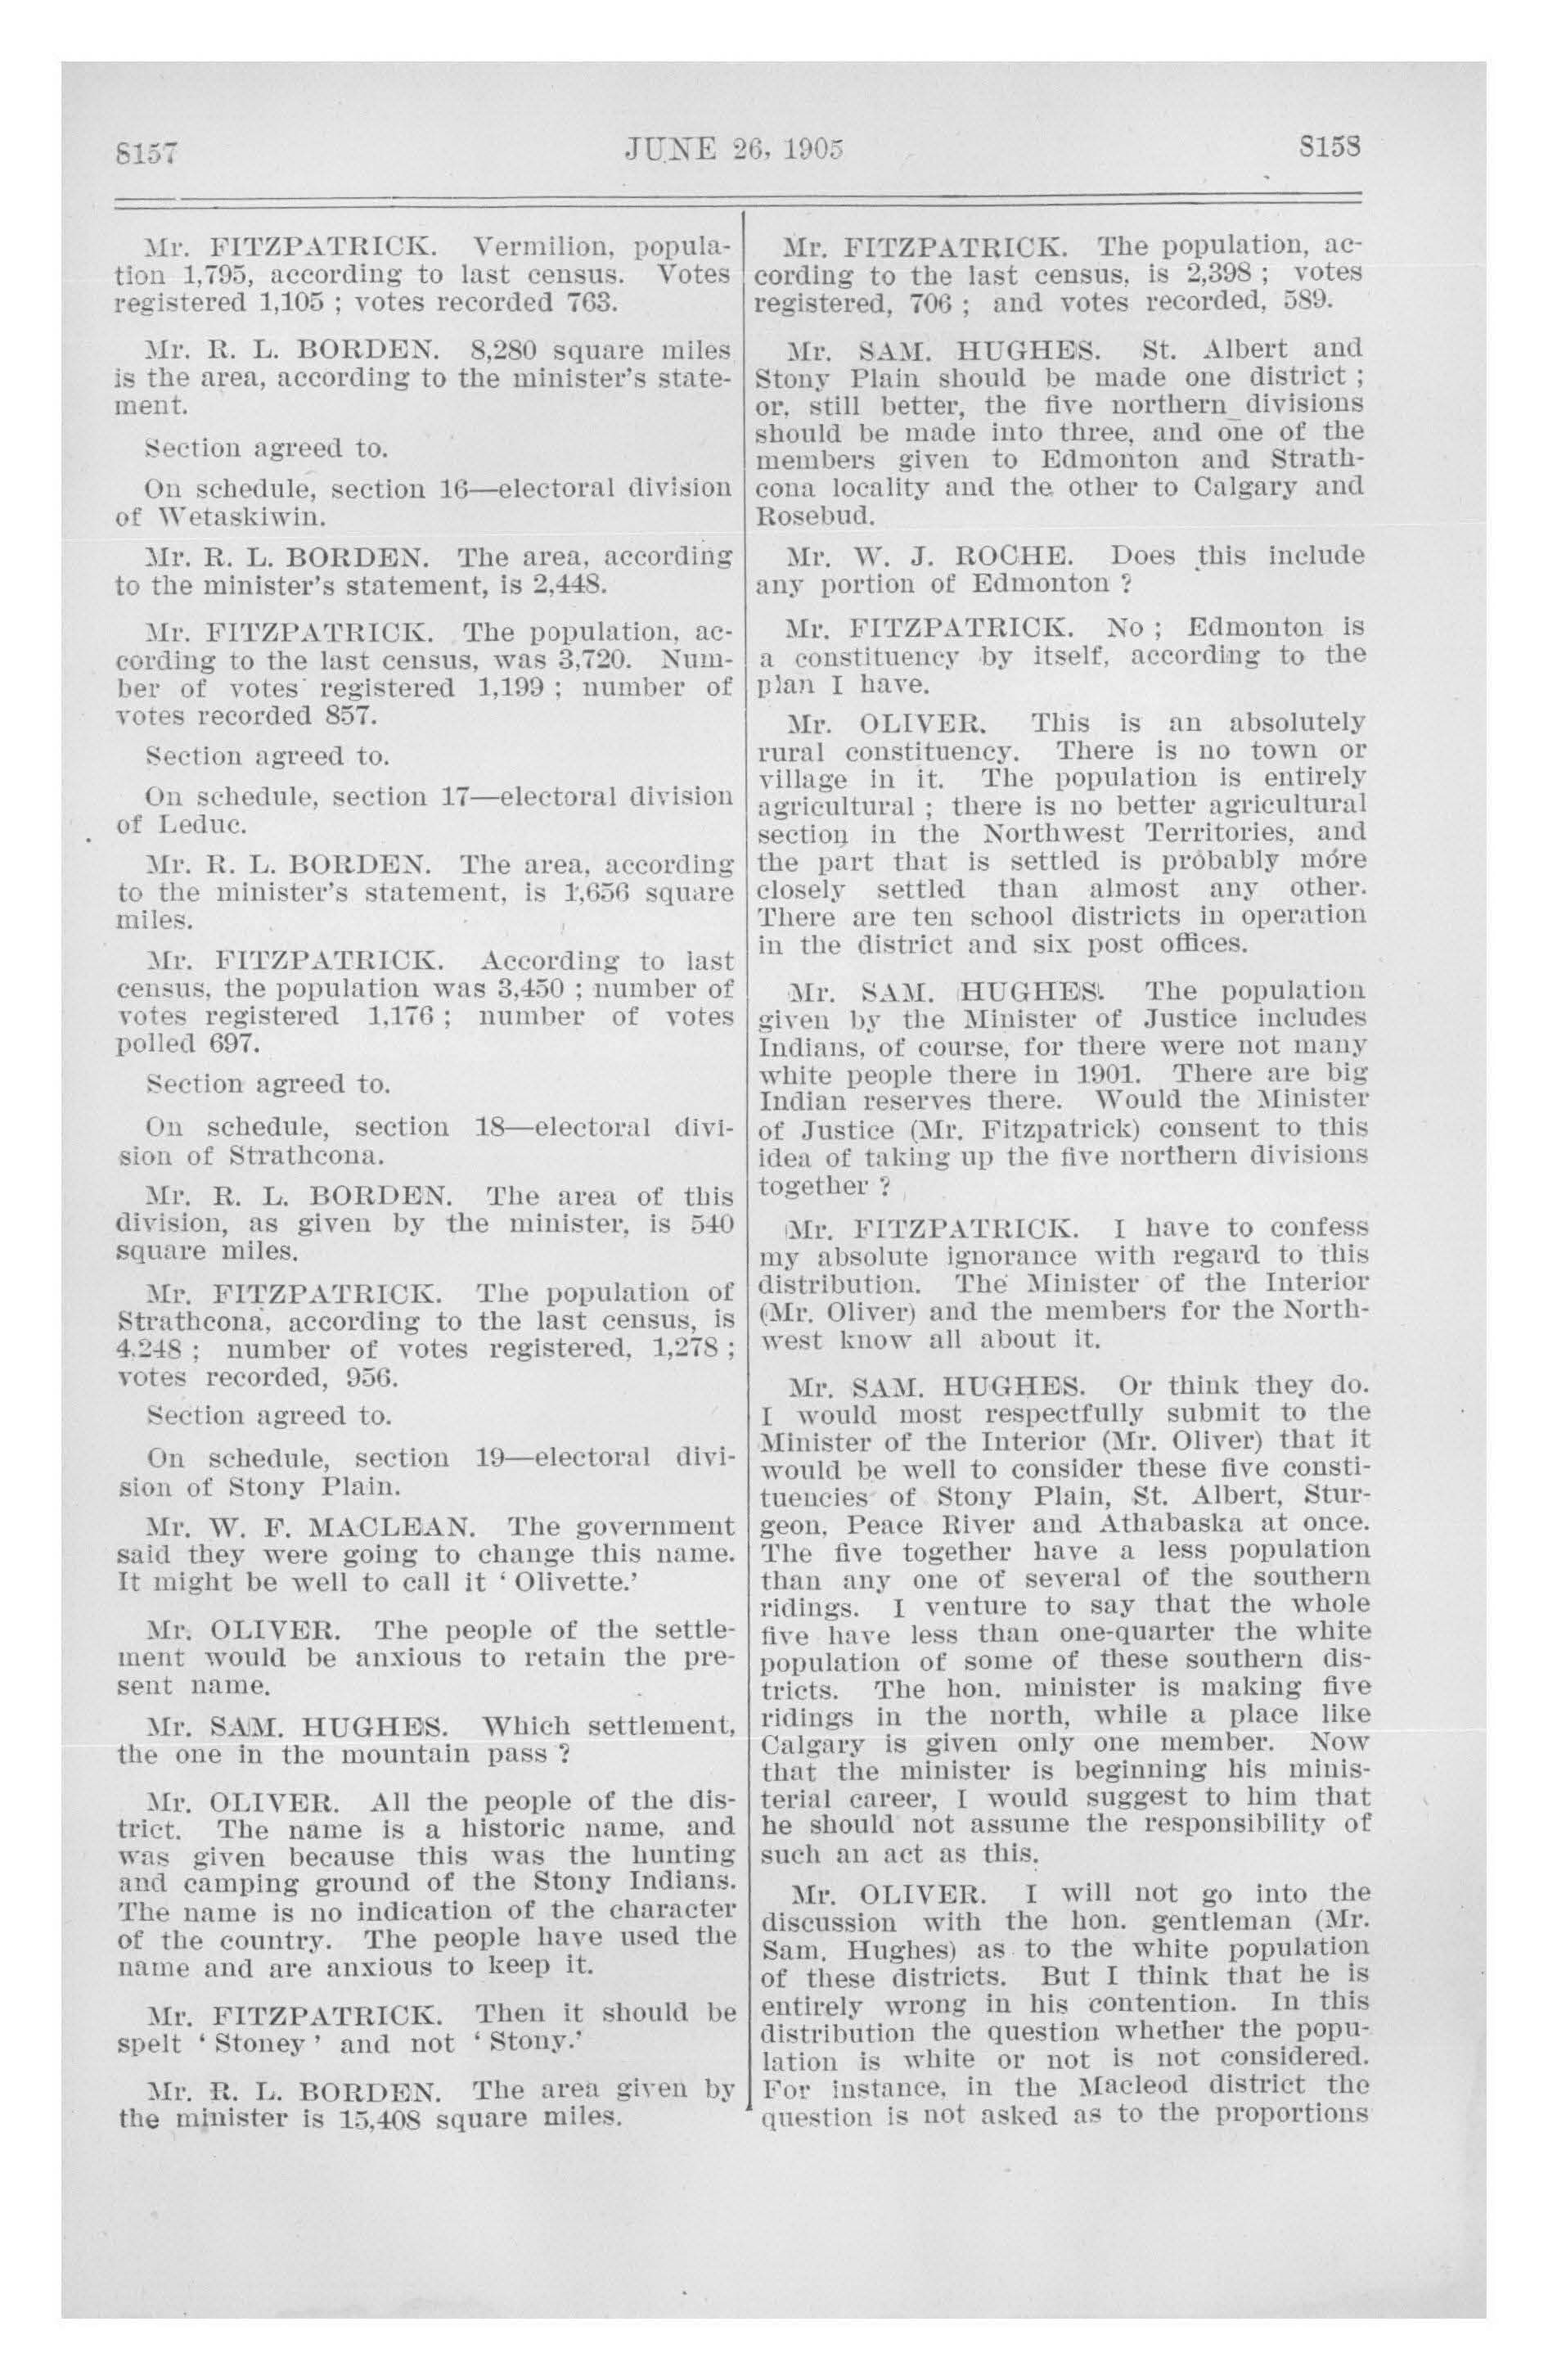 8157
JUNE 26, 1905
8158
Mr. FITZPATRICK. Vermilion, popula-
tion 1,795, according to last census. Votes
registered 1,105 ; votes recorded 763.
Mr. R. L. BORDEN. 8,280 square miles
is the area, according to the minister's state-
ment.
Section agreed to.
On schedule, section 16—electoral division
of Wetaskiwin.
Mr. R. L. BORDEN. The area, according
to the minister's statement, is 2,448.
Mr. FITZPATRICK. The population, ac-
cording to the last census, was 3,720. Num-
ber of votes registered 1,199 ; number of
votes recorded 857.
Section agreed to.
On schedule, section 17—electoral division
of Leduc.
Mr. R. L. BORDEN. The area, according
to the minister's statement, is 1,656 square
miles.
Mr. FITZPATRICK. According to last
census, the population was 3,450 ; number of
votes registered 1,176 ; number of votes
polled 697.
Section agreed to.
On schedule, section 18—electoral divi-
sion of Strathcona.
Mr. R. L. BORDEN. The area of this
division, as given by the minister, is 540
square miles.
Mr. FITZPATRICK. The population of
Strathcona, according to the last census, is
4,248 ; number of votes registered, 1,278 ;
votes recorded, 956.
Section agreed to.
On schedule, section 19—electoral divi-
sion of Stony Plain.
Mr. W. F. MACLEAN. The government
said they were going to change this name.
It might be well to call it ‘ Olivette.’
Mr. OLIVER. The people of the settle-
ment would be anxious to retain the pre-
sent name.
Mr. SAM. HUGHES. Which settlement,
the one in the mountain pass ?
Mr. OLIVER. All the people of the dis-
trict. The name is a historic name, and
was given because this was the hunting
and camping ground of the Stony Indians.
The name is no indication of the character
of the country. The people have used the
name and are anxious to keep it.
Mr. FITZPATRICK. Then it should be
spelt ‘ Stoney ’ and not ‘ Stony.’
Mr. R. L. BORDEN. The area given by
the minister is 15,408 square miles.
Mr. FITZPATRICK. The population, ac-
cording to the last census, is 2,398 ; votes
registered, 706 ; and votes recorded, 589.
Mr. SAM. HUGHES. St. Albert and
Stony Plain should be made one district ;
or, still better, the five northern divisions
should be made into three, and one of the
members given to Edmonton and Strath-
cona locality and the other to Calgary and
Rosebud.
Mr. W. J. ROCHE. Does this include
any portion of Edmonton ?
Mr. FITZPATRICK. No ; Edmonton is
a constituency by itself, according to the
plan I have.
Mr. OLIVER. This is an absolutely
rural constituency. There is no town or
village in it. The population is entirely
agricultural ; there is no better agricultural
section in the Northwest Territories, and
the part that is settled is probably more
closely settled than almost any other.
There are ten school districts in operation
in the district and six post offices.
Mr. SAM. HUGHES. The population
given by the Minister of Justice includes
Indians, of course, for there were not many
white people there in 1901. There are big
Indian reserves there. Would the Minister
of Justice (Mr. Fitzpatrick) consent to this
idea of taking up the five northern divisions
together ?
Mr. FITZPATRICK. I have to confess
my absolute ignorance with regard to this
distribution. The Minister of the Interior
(Mr. Oliver) and the members for the North-
west know all about it.
Mr. SAM. HUGHES. Or think they do.
I would most respectfully submit to the
Minister of the Interior (Mr. Oliver) that it
would be well to consider these five consti-
tuencies of Stony Plain, St. Albert, Stur-
geon, Peace River and Athabaska at once.
The five together have a less population
than any one of several of the southern
ridings. I venture to say that the whole
five have less than one-quarter the white
population of some of these southern dis-
tricts. The hon. minister is making five
ridings in the north, while a place like
Calgary is given only one member. Now
that the minister is beginning his minis-
terial career, I would suggest to him that
he should not assume the responsibility of
such an act as this.
Mr. OLIVER. I will not go into the
discussion with the hon. gentleman (Mr.
Sam. Hughes) as to the white population
of these districts. But I think that he is
entirely wrong in his contention. In this
distribution the question whether the popu-
lation is white or not is not considered.
For instance, in the Macleod district the
question is not asked as to the proportions